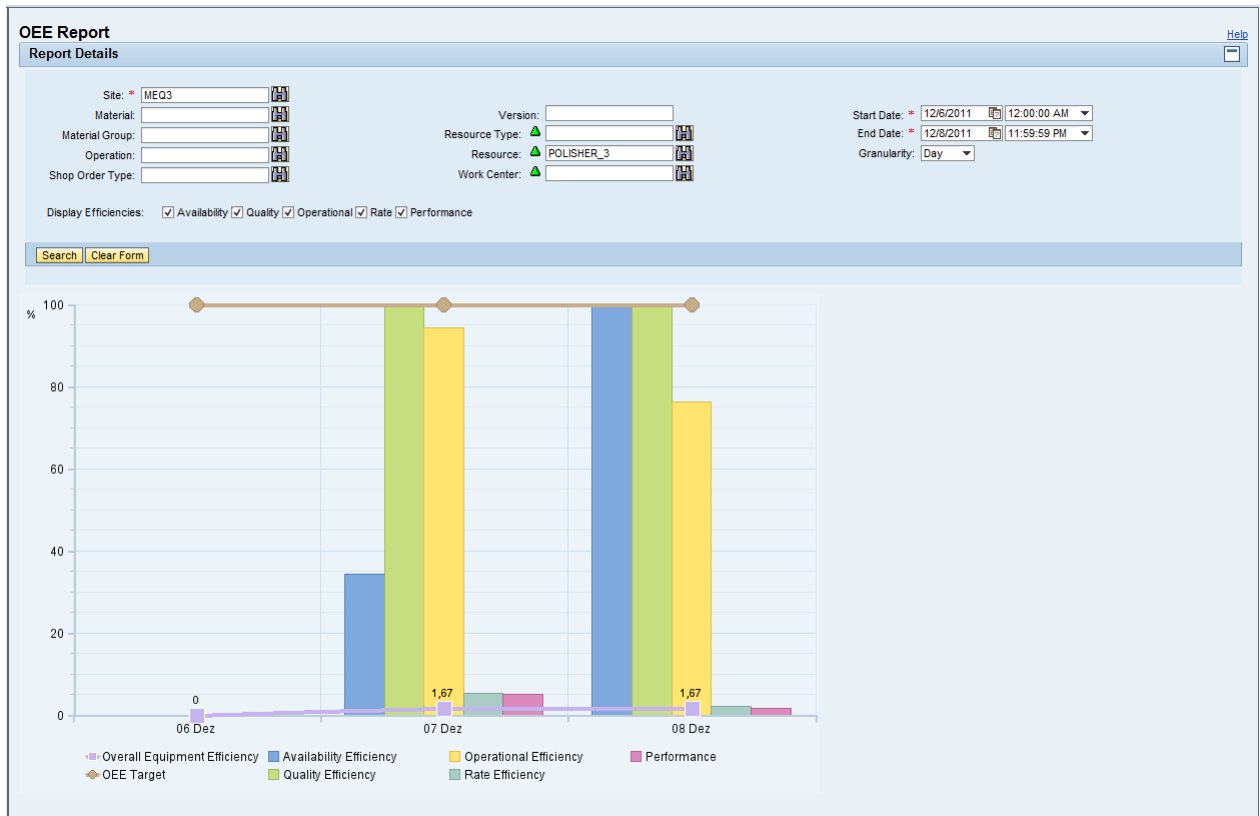 OEE Report
Help
Report Details
Site: * MEQ3
Material: Version: Start Date: * 12/6/2011 12:00:00 AM
Material Group: Resource Type: End Date: * 12/8/2011 11:59:59 PM
Operation: Resource: POLISHER_3 Granularity: Day
Shop Order Type: Work Center:
Display Efficiencies: Availability Quality Operational Rate Performance
Search Clear Form
% 100
80
60
40
20
0 1,67 1,67
0
06 Dez 07 Dez 08 Dez
Overall Equipment Efficiency Availability Efficiency Operational Efficiency Performance
OEE Target Quality Efficiency Rate Efficiency